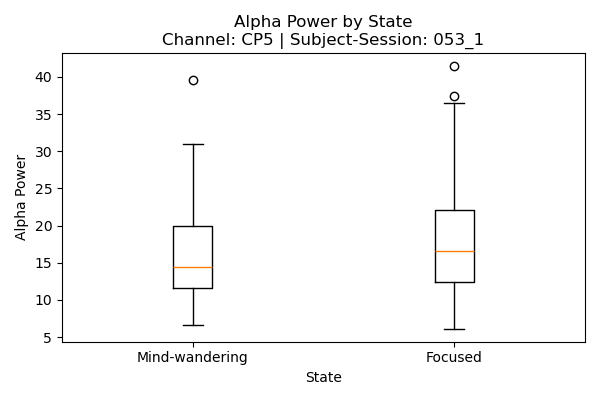 Alpha Power by State
Channel: CP5 | Subject-Session: 053_1
Alpha Power
40
35
30
25
20
15
10
5
Mind-wandering
Focused
State